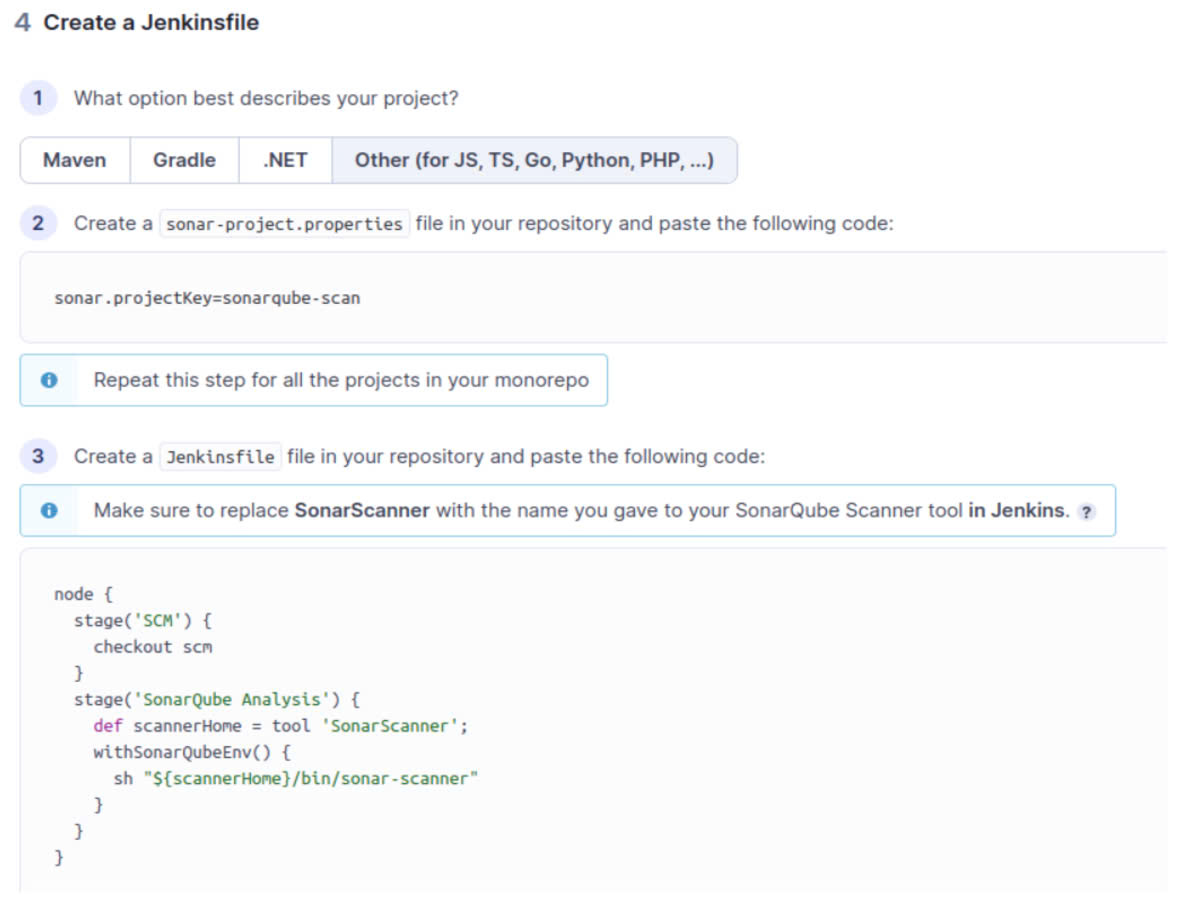 4 Create a Jenkinsfile
1 What option best describes your project?
Maven Gradle .NET Other (for JS, TS, Go, Python, PHP, ...)
2 Create a sonar-project.properties file in your repository and paste the following code:
sonar.projectKey=sonarqube-scan
Repeat this step for all the projects in your monorepo
3 Create a Jenkinsfile file in your repository and paste the following code:
Make sure to replace SonarScanner with the name you gave to your SonarQube Scanner tool in Jenkins. ?
node {
  stage('SCM') {
    checkout scm
  }
  stage('SonarQube Analysis') {
    def scannerHome = tool 'SonarScanner';
    withSonarQubeEnv() {
      sh "${scannerHome}/bin/sonar-scanner"
    }
  }
}